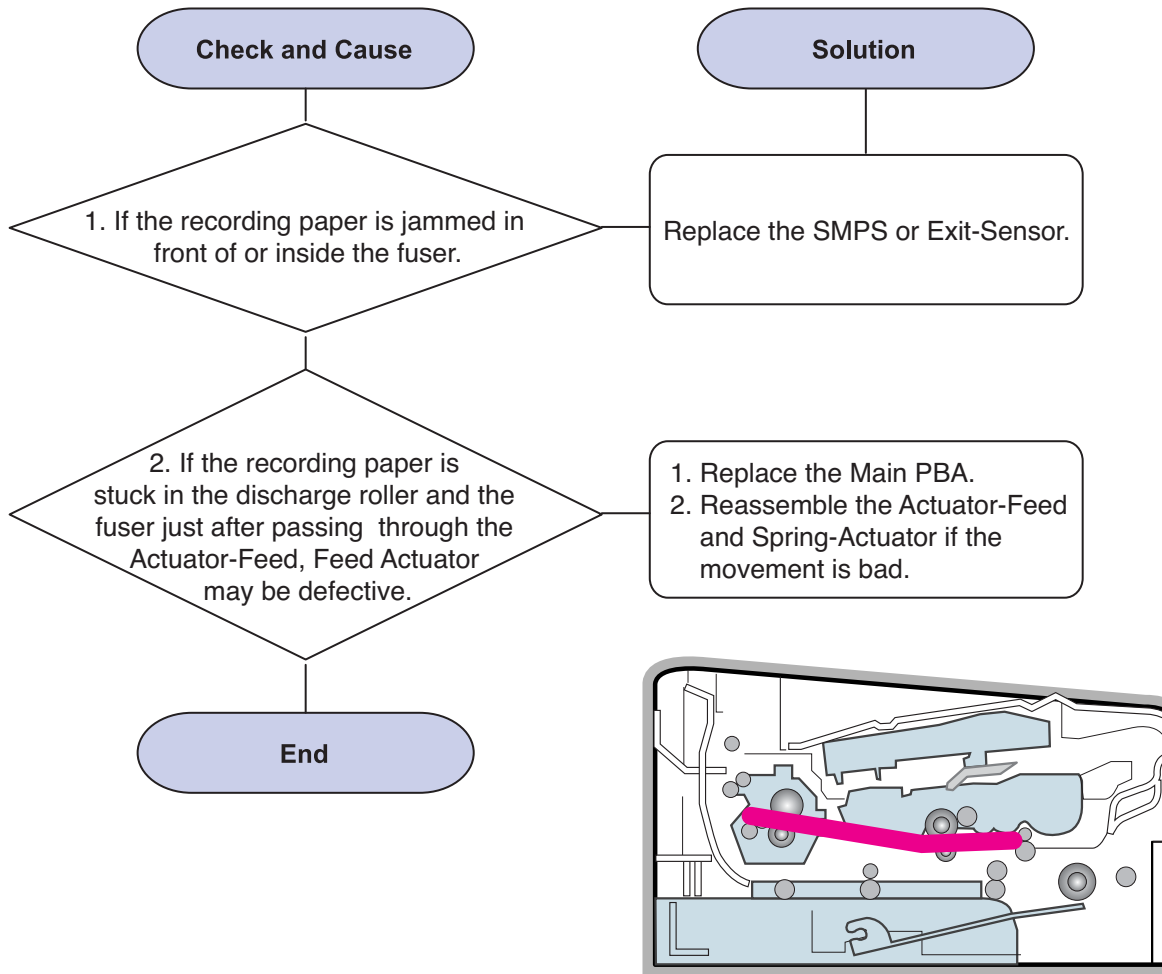 Check and Cause
Solution
1. If the recording paper is jammed in
front of or inside the fuser.
Replace the SMPS or Exit-Sensor.
2. If the recording paper is
stuck in the discharge roller and the
fuser just after passing through the
Actuator-Feed, Feed Actuator
may be defective.
1. Replace the Main PBA.
2. Reassemble the Actuator-Feed
and Spring-Actuator if the
movement is bad.
End